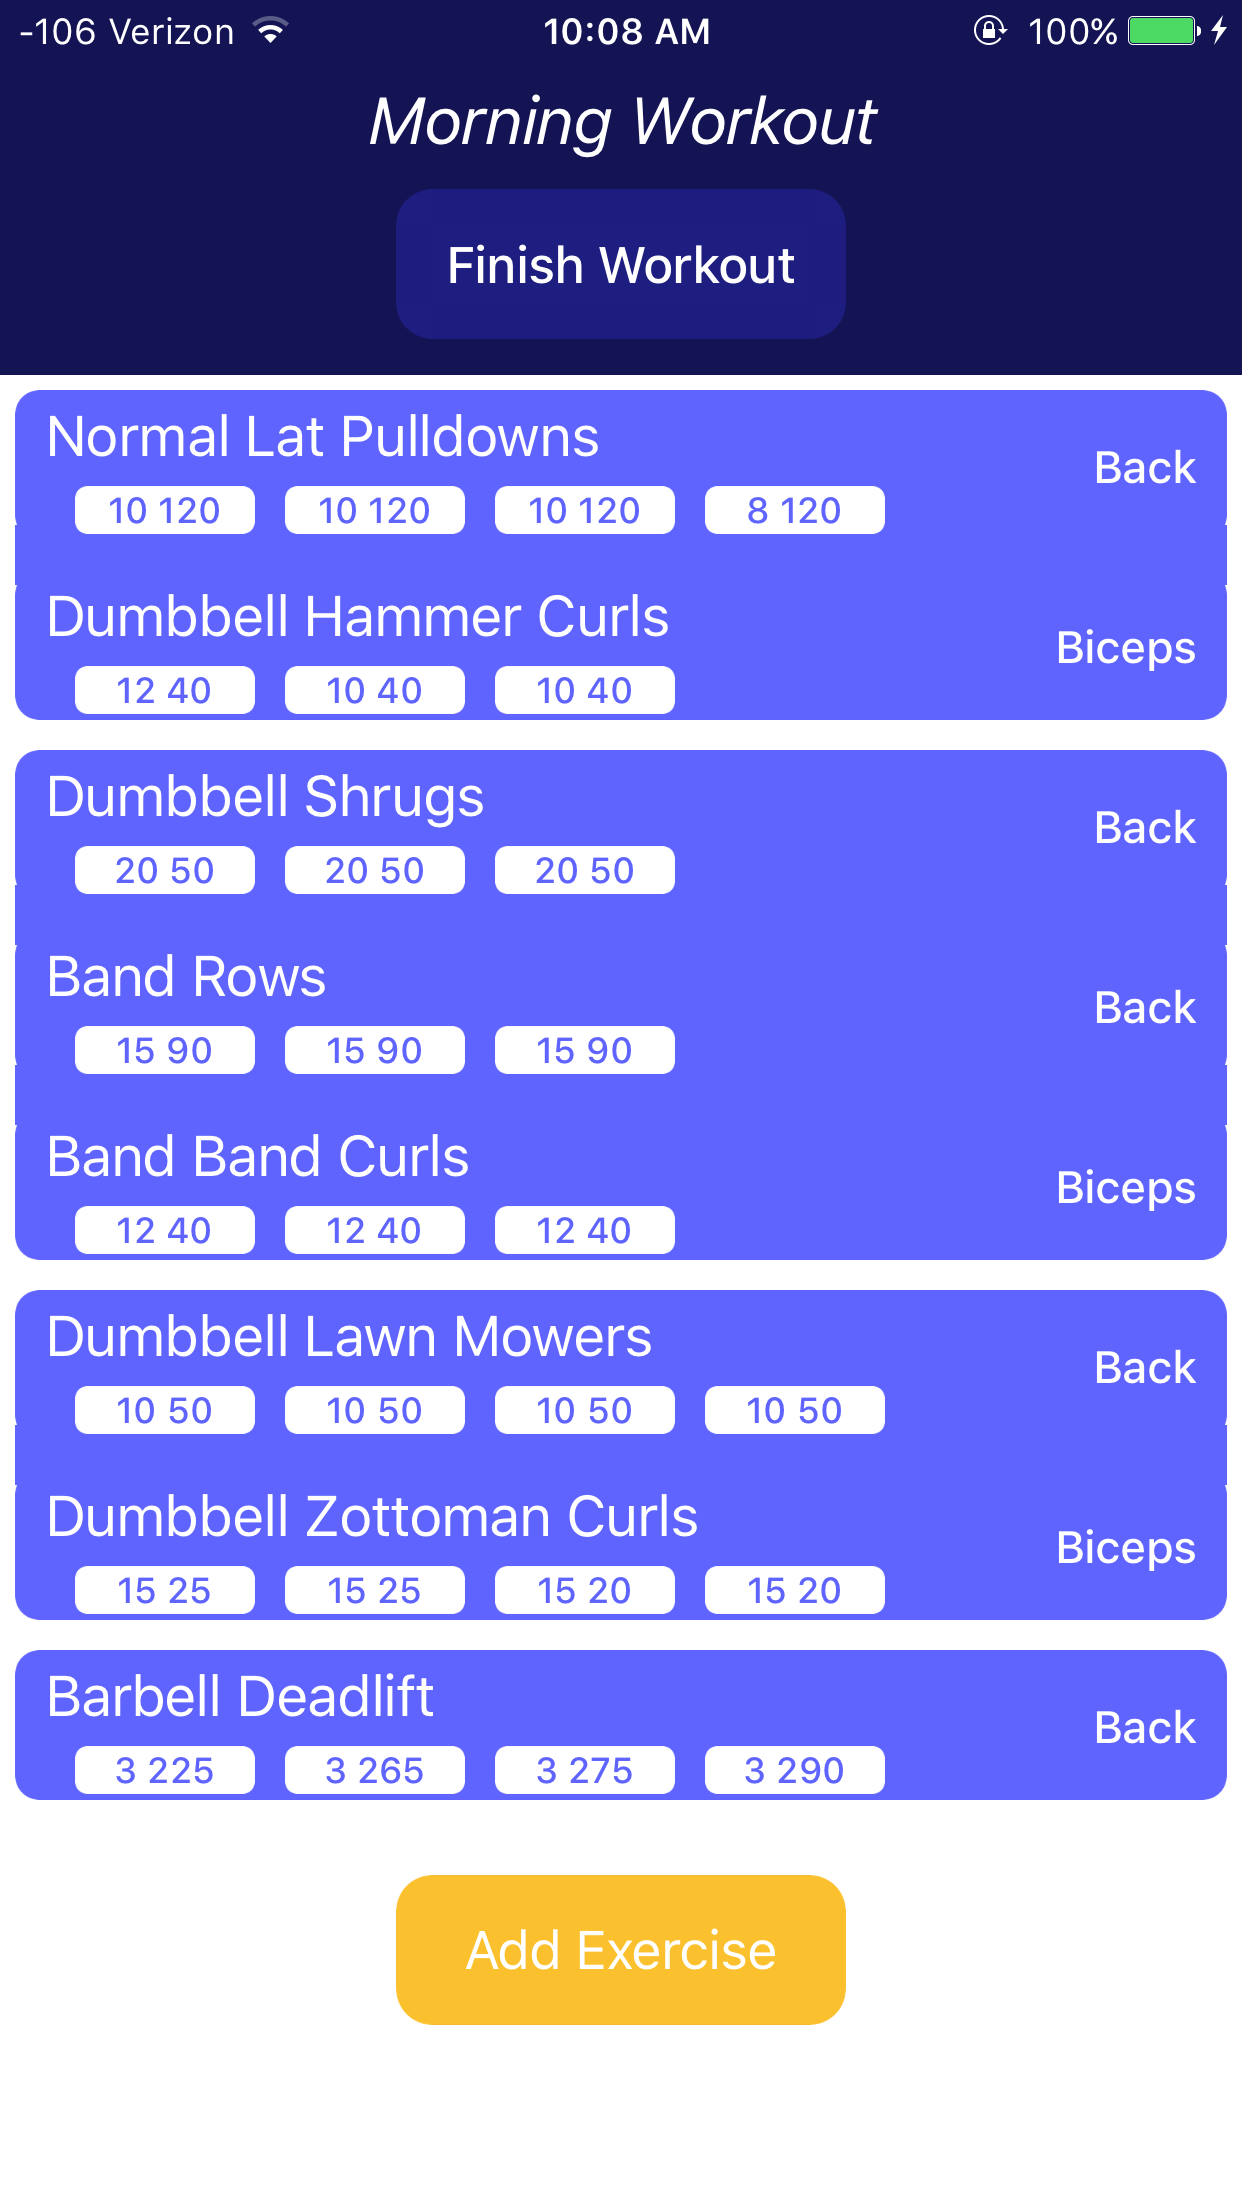 -106 Verizon 10:08 AM 100%
Morning Workout
Finish Workout
Normal Lat Pulldowns
Back
10 120 10 120 10 120 8 120
Dumbbell Hammer Curls
Biceps
12 40 10 40 10 40
Dumbbell Shrugs
Back
20 50 20 50 20 50
Band Rows
Back
15 90 15 90 15 90
Band Band Curls
Biceps
12 40 12 40 12 40
Dumbbell Lawn Mowers
Back
10 50 10 50 10 50 10 50
Dumbbell Zottoman Curls
Biceps
15 25 15 25 15 20 15 20
Barbell Deadlift
Back
3 225 3 265 3 275 3 290
Add Exercise